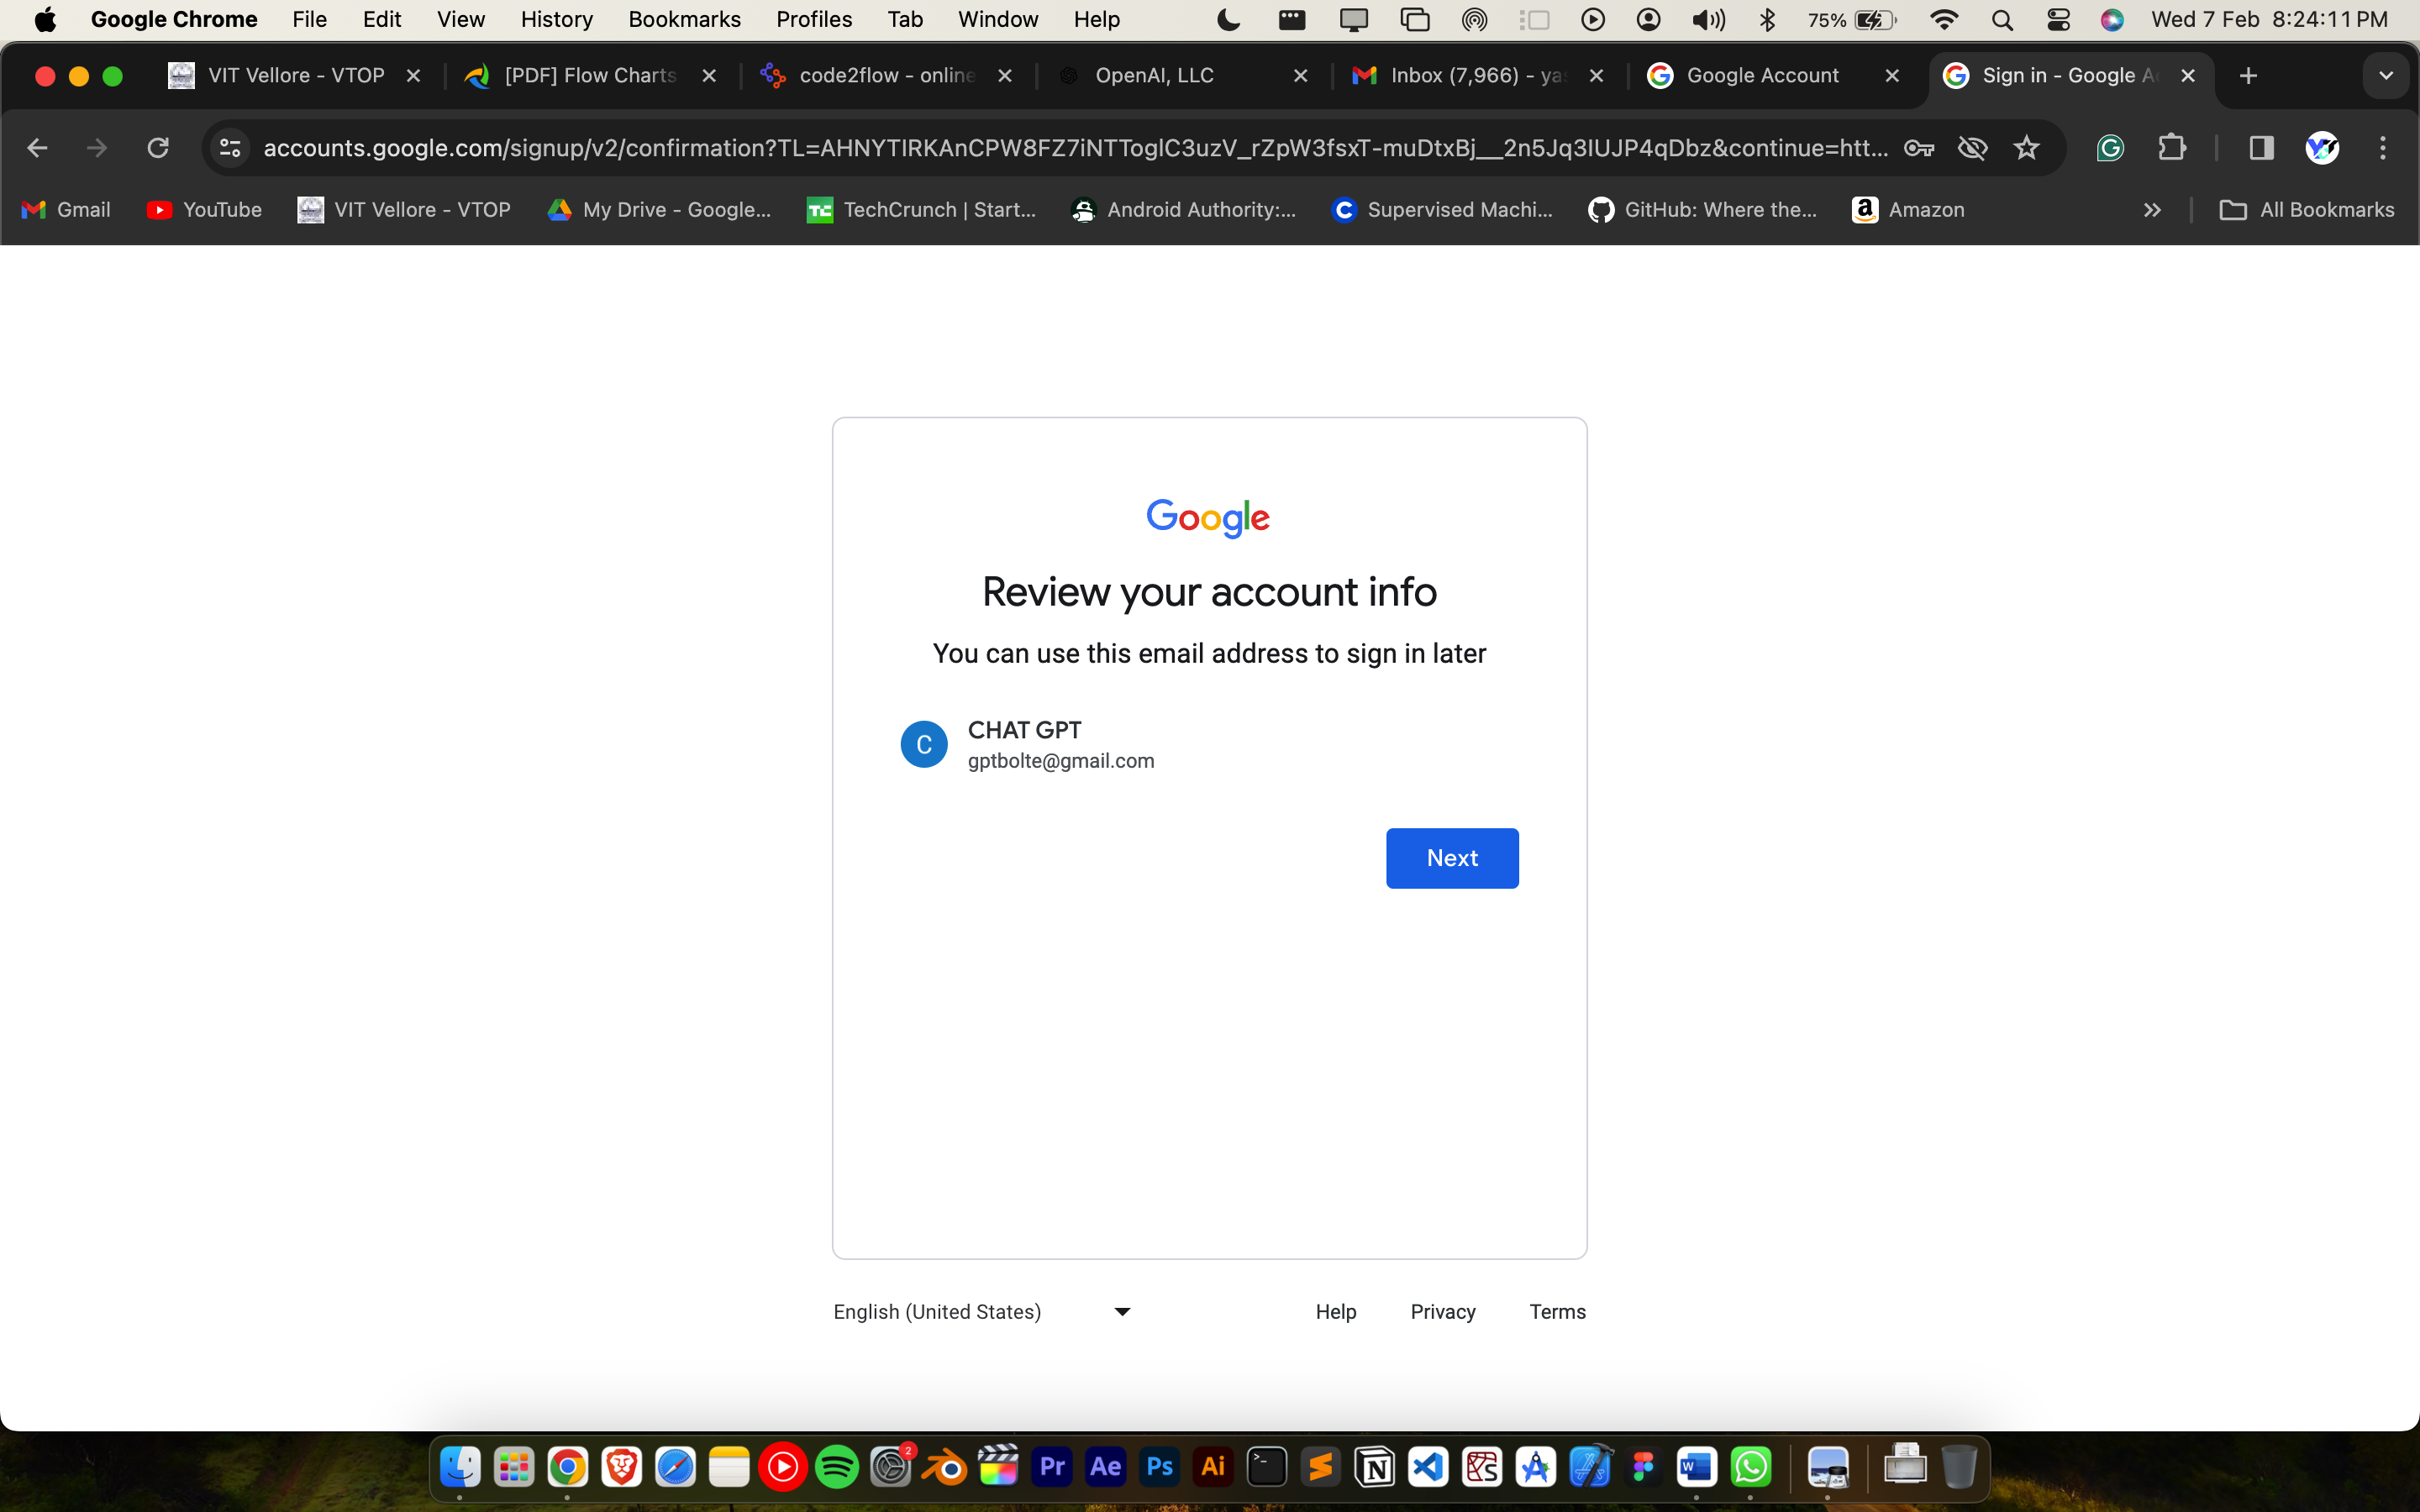 Google Chrome File Edit View History Bookmarks Profiles Tab Window Help 75% Wed 7 Feb 8:24:11 PM
VIT Vellore - VTOP [PDF] Flow Charts code2flow - online OpenAI, LLC Inbox (7,966) - ya Google Account Sign in - Google A
accounts.google.com/signup/v2/confirmation?TL=AHNYTIRKAnCPW8FZ7iNTToglC3uzV_rZpW3fsxT-muDtxBj__2n5Jq3IUJP4qDbz&continue=htt...
Gmail YouTube VIT Vellore - VTOP My Drive - Google... TechCrunch | Start... Android Authority:... Supervised Machi... GitHub: Where the... Amazon All Bookmarks
Google
Review your account info
You can use this email address to sign in later
C
CHAT GPT
gptbolte@gmail.com
Next
English (United States) Help Privacy Terms
2
Pr Ae Ps Ai